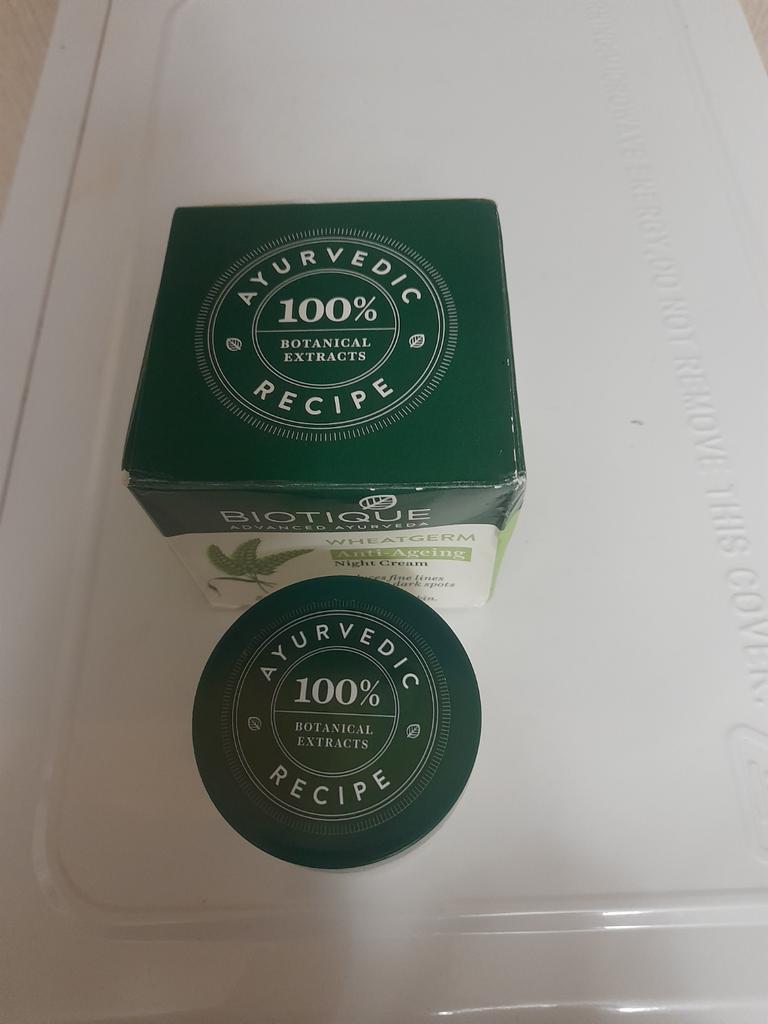 AYURVEDIC
100%
BOTANICAL
EXTRACTS
RECIPE
BIOTIQUE
ADVANCED AYURVEDA
WHEATGERM
Anti-Ageing
Night Cream
fine lines
dark spots
AYURVEDIC
100%
BOTANICAL
EXTRACTS
RECIPE
MICROWAVE ENERGY.DO NOT REMOVE THIS COVER.